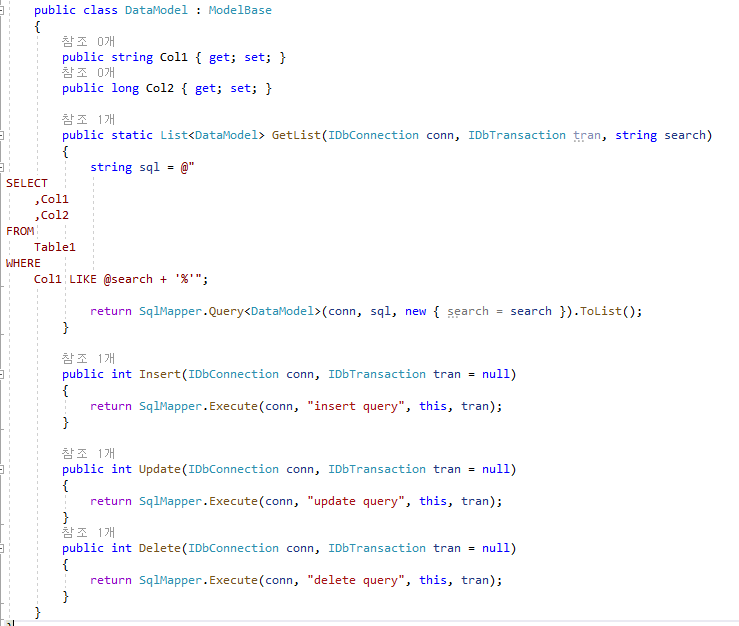 public class DataModel : ModelBase
{
참조 0개
public string Col1 { get; set; }
참조 0개
public long Col2 { get; set; }
참조 1개
public static List<DataModel> GetList(IDbConnection conn, IDbTransaction tran, string search)
{
string sql = @"
SELECT
,Col1
,Col2
FROM
Table1
WHERE
Col1 LIKE @search + '%'";
return SqlMapper.Query<DataModel>(conn, sql, new { search = search }).ToList();
}
참조 1개
public int Insert(IDbConnection conn, IDbTransaction tran = null)
{
return SqlMapper.Execute(conn, "insert query", this, tran);
}
참조 1개
public int Update(IDbConnection conn, IDbTransaction tran = null)
{
return SqlMapper.Execute(conn, "update query", this, tran);
}
참조 1개
public int Delete(IDbConnection conn, IDbTransaction tran = null)
{
return SqlMapper.Execute(conn, "delete query", this, tran);
}
}
}